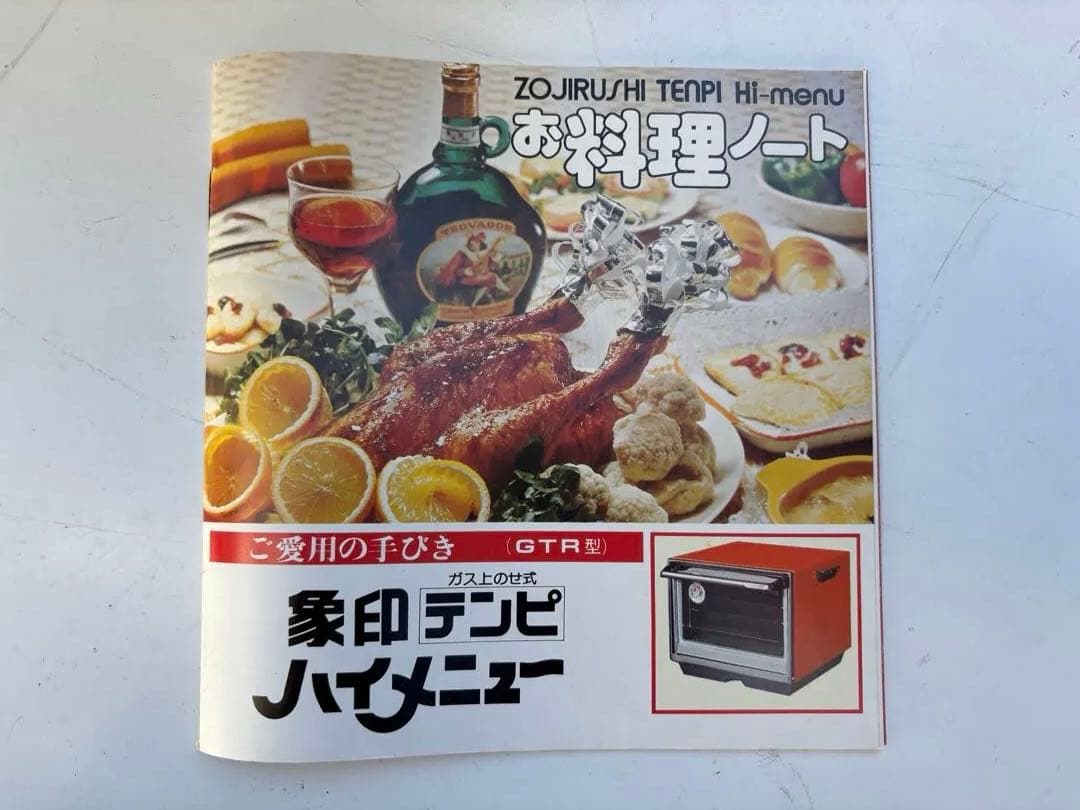 ZOJIRUSHI TENPI Hi-menu
お料理ノート
TROVADOR
ご愛用の手びき (GTR型)
ガス上のせ式
象印テンピ
ハイメニュー